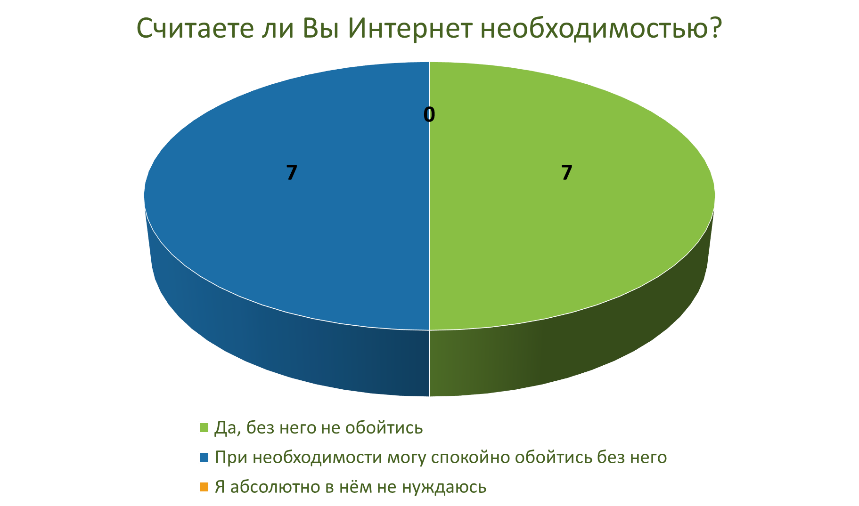 Считаете ли Вы Интернет необходимостью?
0
7
7
Да, без него не обойтись
При необходимости могу спокойно обойтись без него
Я абсолютно в нём не нуждаюсь